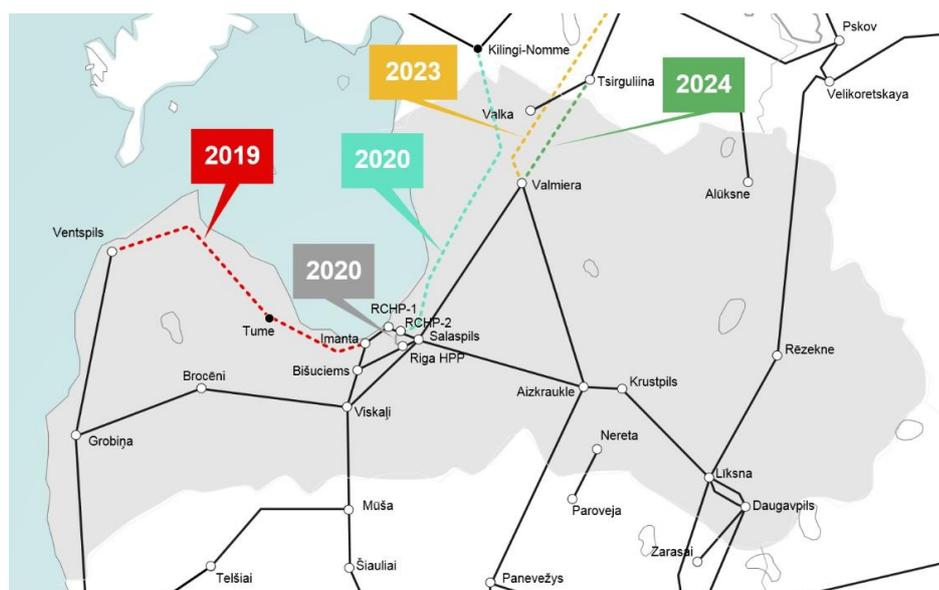 Pskov
Kilingi-Nomme
2023
Tsirguliina
2024
Velikoretskaya
Valka
2019
2020
Valmiera
Alūksne
Ventspils
2020
RCHP-1
RCHP-2
Tume
Imanta
Salaspils
Riga HPP
Rēzekne
Bišuciems
Brocēni
Aizkraukle
Krustpils
Viskaļi
Grobiņa
Nereta
Līksna
Mūša
Paroveja
Daugavpils
Zarasai
Telšiai
Šiauliai
Panevežys